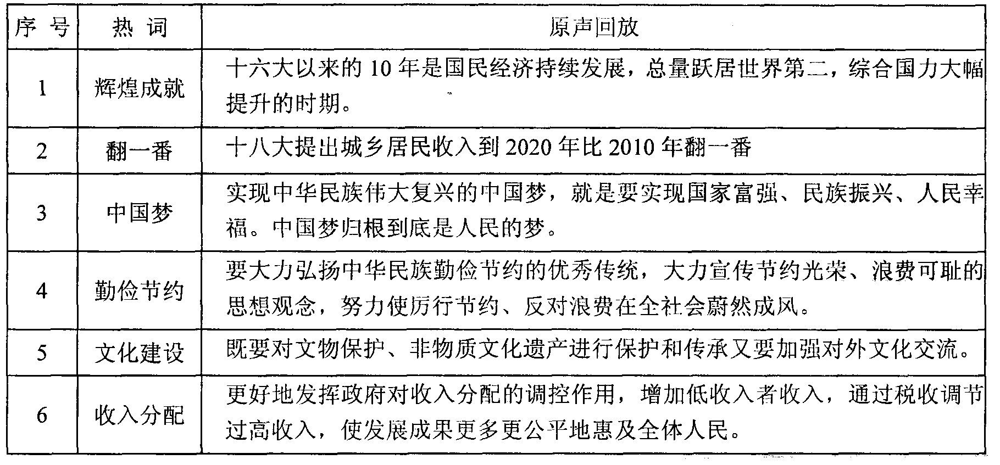 序 号 热 词 原声回放
十六大以来的 10 年是国民经济持续发展，总量跃居世界第二，综合国力大幅
1 辉煌成就
提升的时期。
2 翻一番 十八大提出城乡居民收入到 2020 年比 2010 年翻一番
实现中华民族伟大复兴的中国梦，就是要实现国家富强、民族振兴、人民幸
3 中国梦
福。中国梦归根到底是人民的梦。
要大力弘扬中华民族勤俭节约的优秀传统，大力宣传节约光荣、浪费可耻的
4 勤俭节约
思想观念，努力使厉行节约、反对浪费在全社会蔚然成风。
5 文化建设 既要对文物保护、非物质文化遗产进行保护和传承又要加强对外文化交流。
更好地发挥政府对收入分配的调控作用，增加低收入者收入，通过税收调节
6 收入分配
过高收入，使发展成果更多更公平地惠及全体人民。